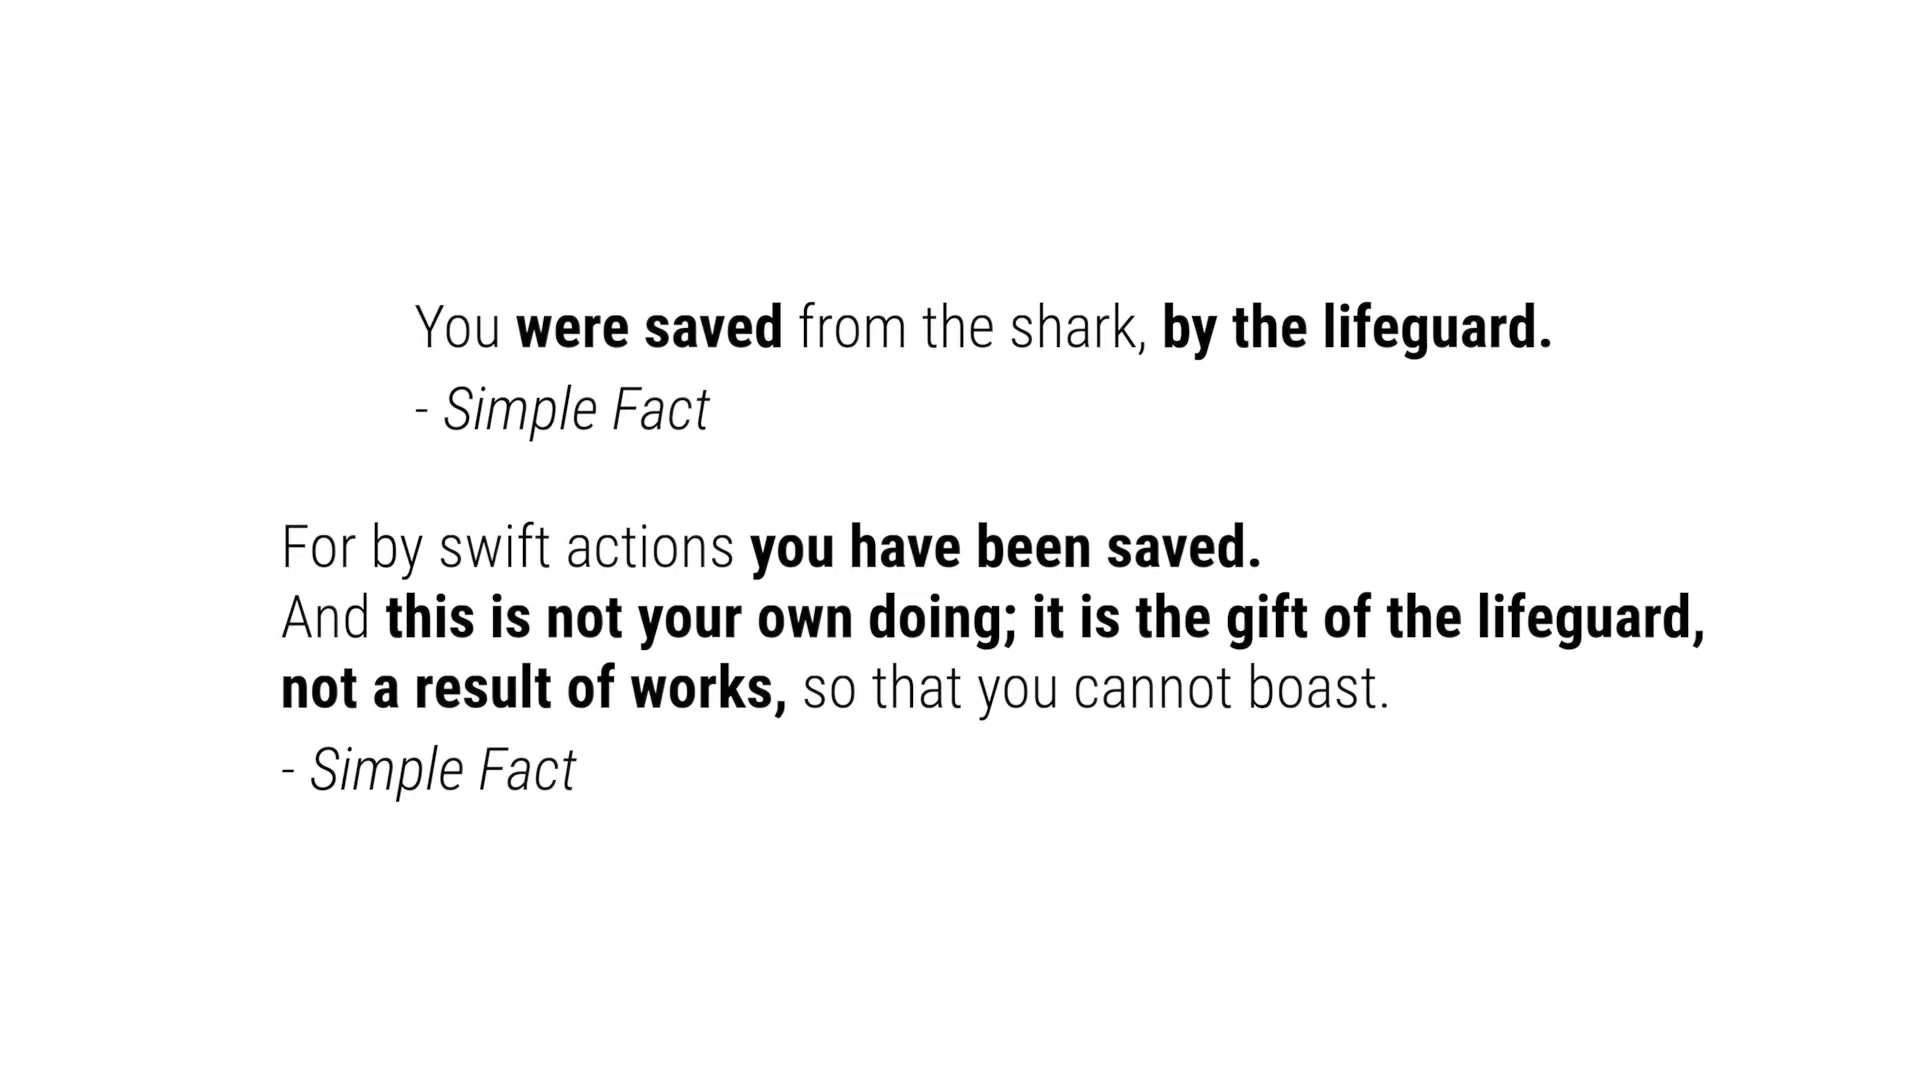 You were saved from the shark, by the lifeguard.
- Simple Fact
For by swift actions you have been saved.
And this is not your own doing; it is the gift of the lifeguard,
not a result of works, so that you cannot boast.
- Simple Fact